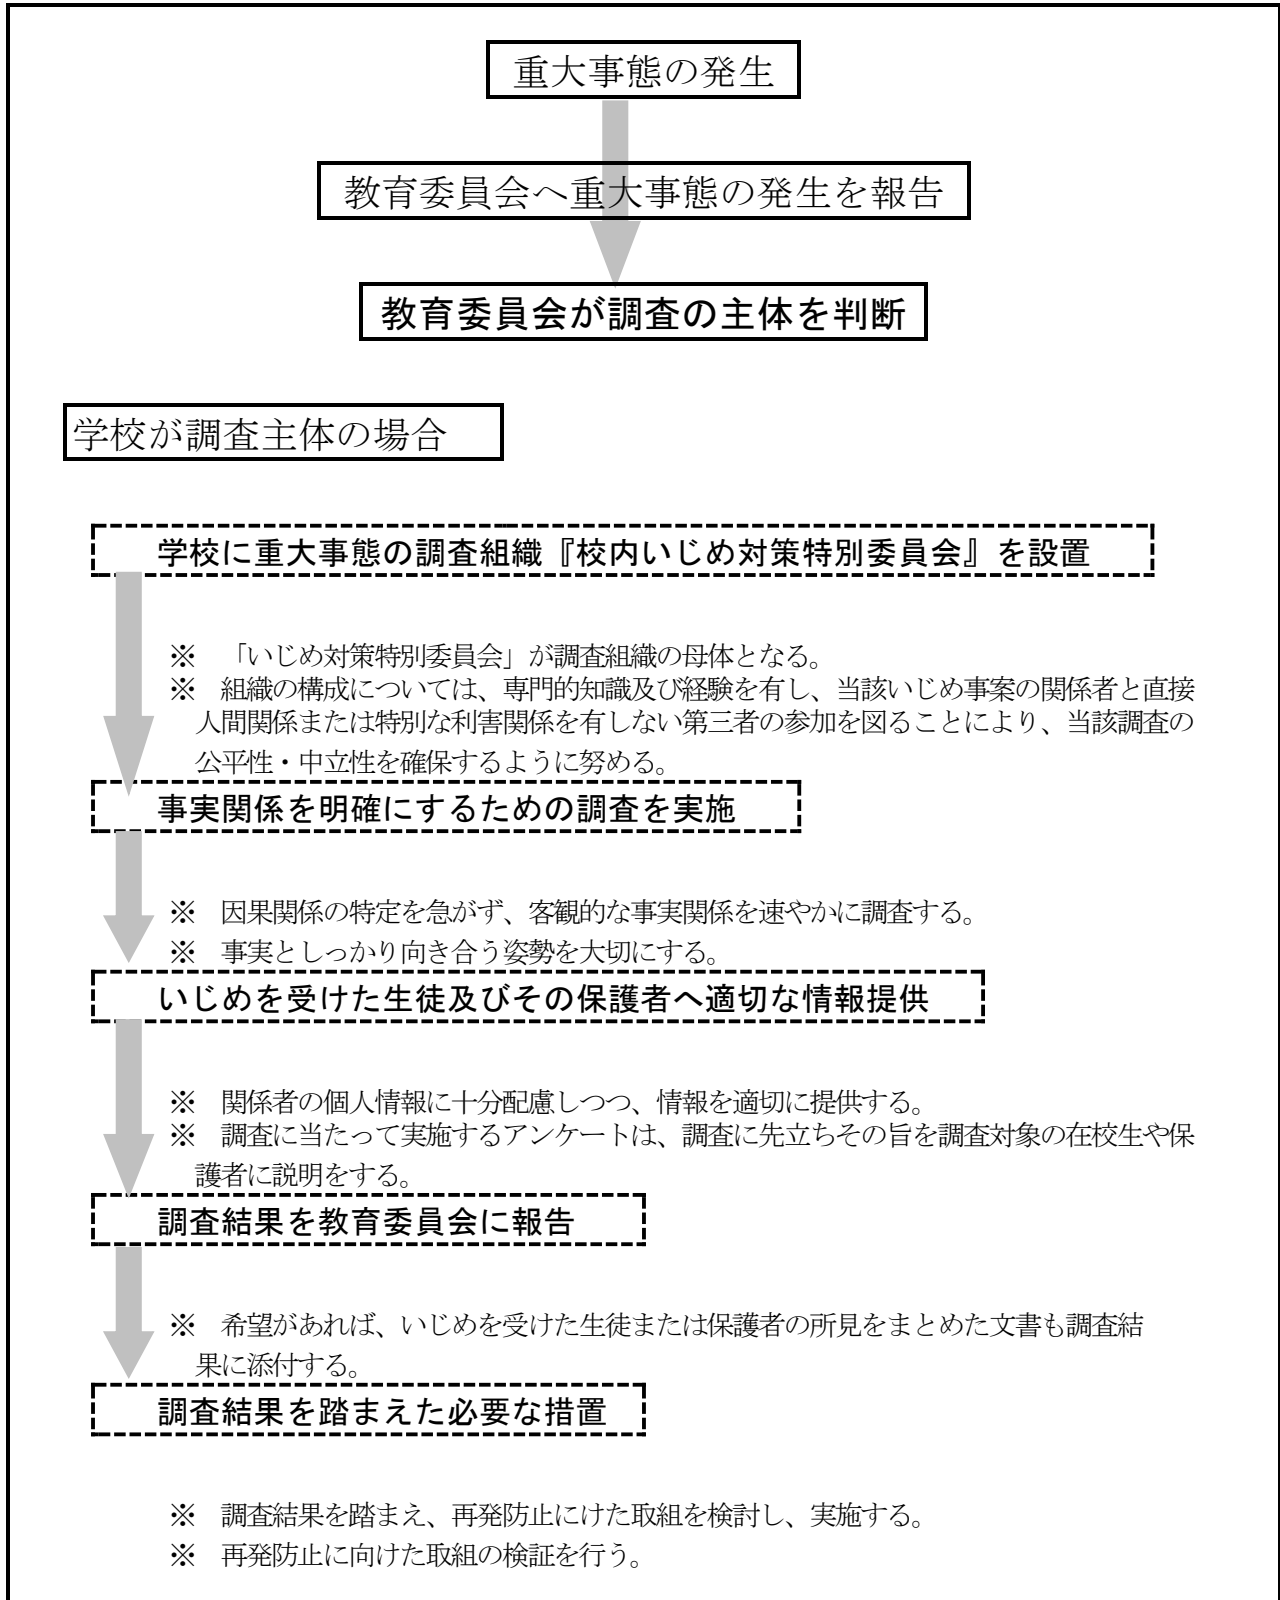 重大事態の発生
教育委員会へ重大事態の発生を報告
教育委員会が調査の主体を判断
学校が調査主体の場合
学校に重大事態の調査組織『校内いじめ対策特別委員会』を設置
※ 「いじめ対策特別委員会」が調査組織の母体となる。
※ 組織の構成については、専門的知識及び経験を有し、当該いじめ事案の関係者と直接
人間関係または特別な利害関係を有しない第三者の参加を図ることにより、当該調査の
公平性・中立性を確保するように努める。
事実関係を明確にするための調査を実施
※ 因果関係の特定を急がず、客観的な事実関係を速やかに調査する。
※ 事実としっかり向き合う姿勢を大切にする。
いじめを受けた生徒及びその保護者へ適切な情報提供
※ 関係者の個人情報に十分配慮しつつ、情報を適切に提供する。
※ 調査に当たって実施するアンケートは、調査に先立ちその旨を調査対象の在校生や保
護者に説明をする。
調査結果を教育委員会に報告
※ 希望があれば、いじめを受けた生徒または保護者の所見をまとめた文書も調査結
果に添付する。
調査結果を踏まえた必要な措置
※ 調査結果を踏まえ、再発防止にけた取組を検討し、実施する。
※ 再発防止に向けた取組の検証を行う。